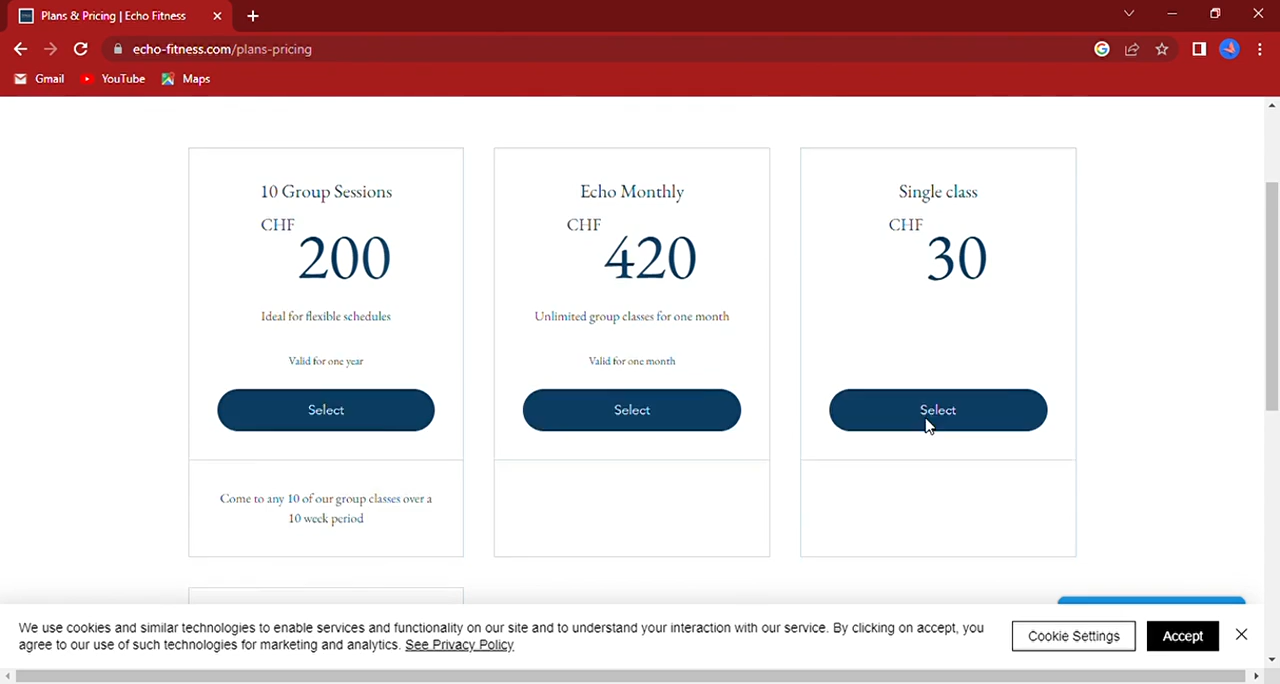 Plans & Pricing | Echo Fitness
echo-fitness.com/plans-pricing
Gmail
YouTube
Maps
10 Group Sessions
CHF
200
Ideal for flexible schedules
Valid for one year
Select
Come to any 10 of our group classes over a
10 week period
Echo Monthly
CHF
420
Unlimited group classes for one month
Valid for one month
Select
Single class
CHF
30
Select
We use cookies and similar technologies to enable services and functionality on our site and to understand your interaction with our service. By clicking on accept, you
agree to our use of such technologies for marketing and analytics. See Privacy Policy
Cookie Settings
Accept